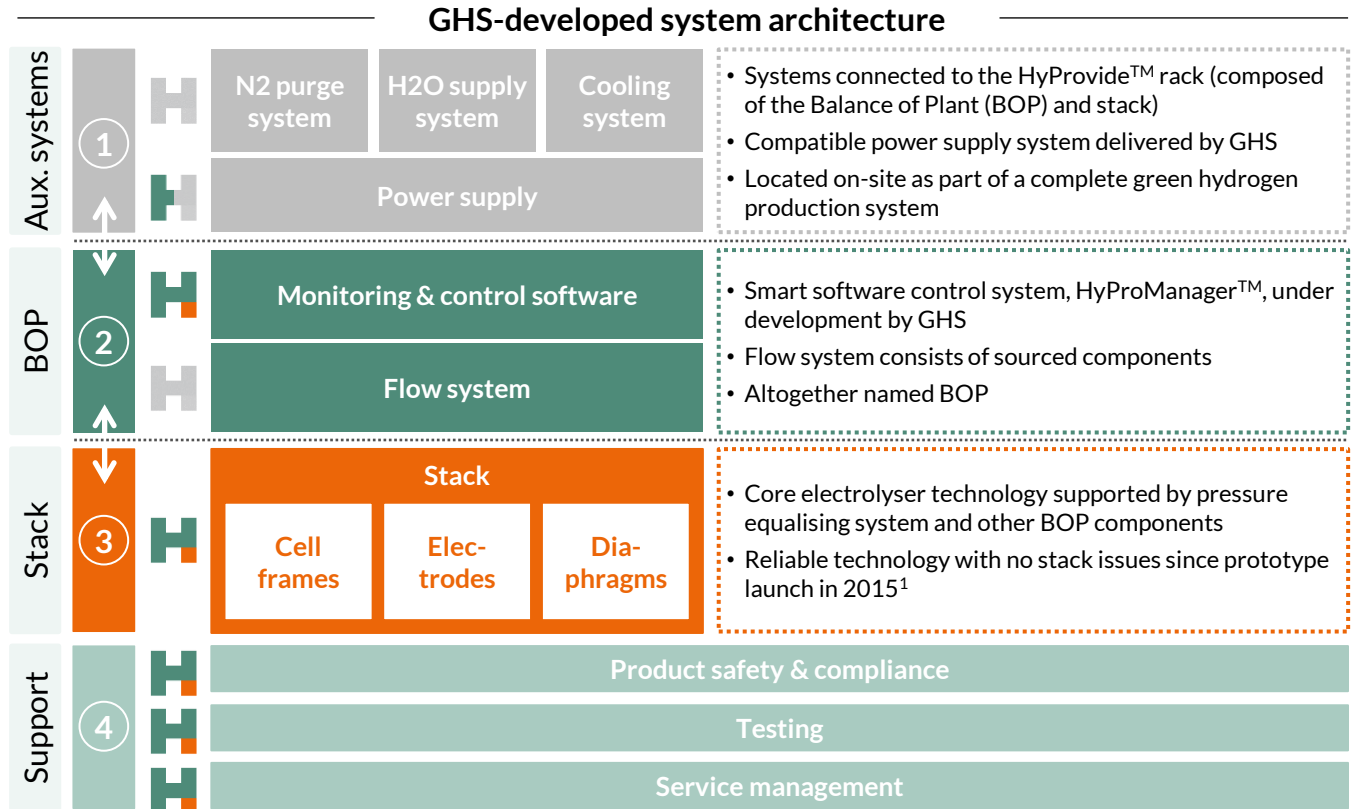 GHS-developed system architecture
Aux. systems
1
N2 purge
system
H2O supply
system
Cooling
system
Power supply
• Systems connected to the HyProvide™ rack (composed
of the Balance of Plant (BOP) and stack)
• Compatible power supply system delivered by GHS
• Located on-site as part of a complete green hydrogen
production system
BOP
2
Monitoring & control software
Flow system
• Smart software control system, HyProManager™, under
development by GHS
• Flow system consists of sourced components
• Altogether named BOP
Stack
3
Stack
Cell
frames
Elec-
trodes
Dia-
phragms
• Core electrolyser technology supported by pressure
equalising system and other BOP components
• Reliable technology with no stack issues since prototype
launch in 2015¹
Support
4
Product safety & compliance
Testing
Service management